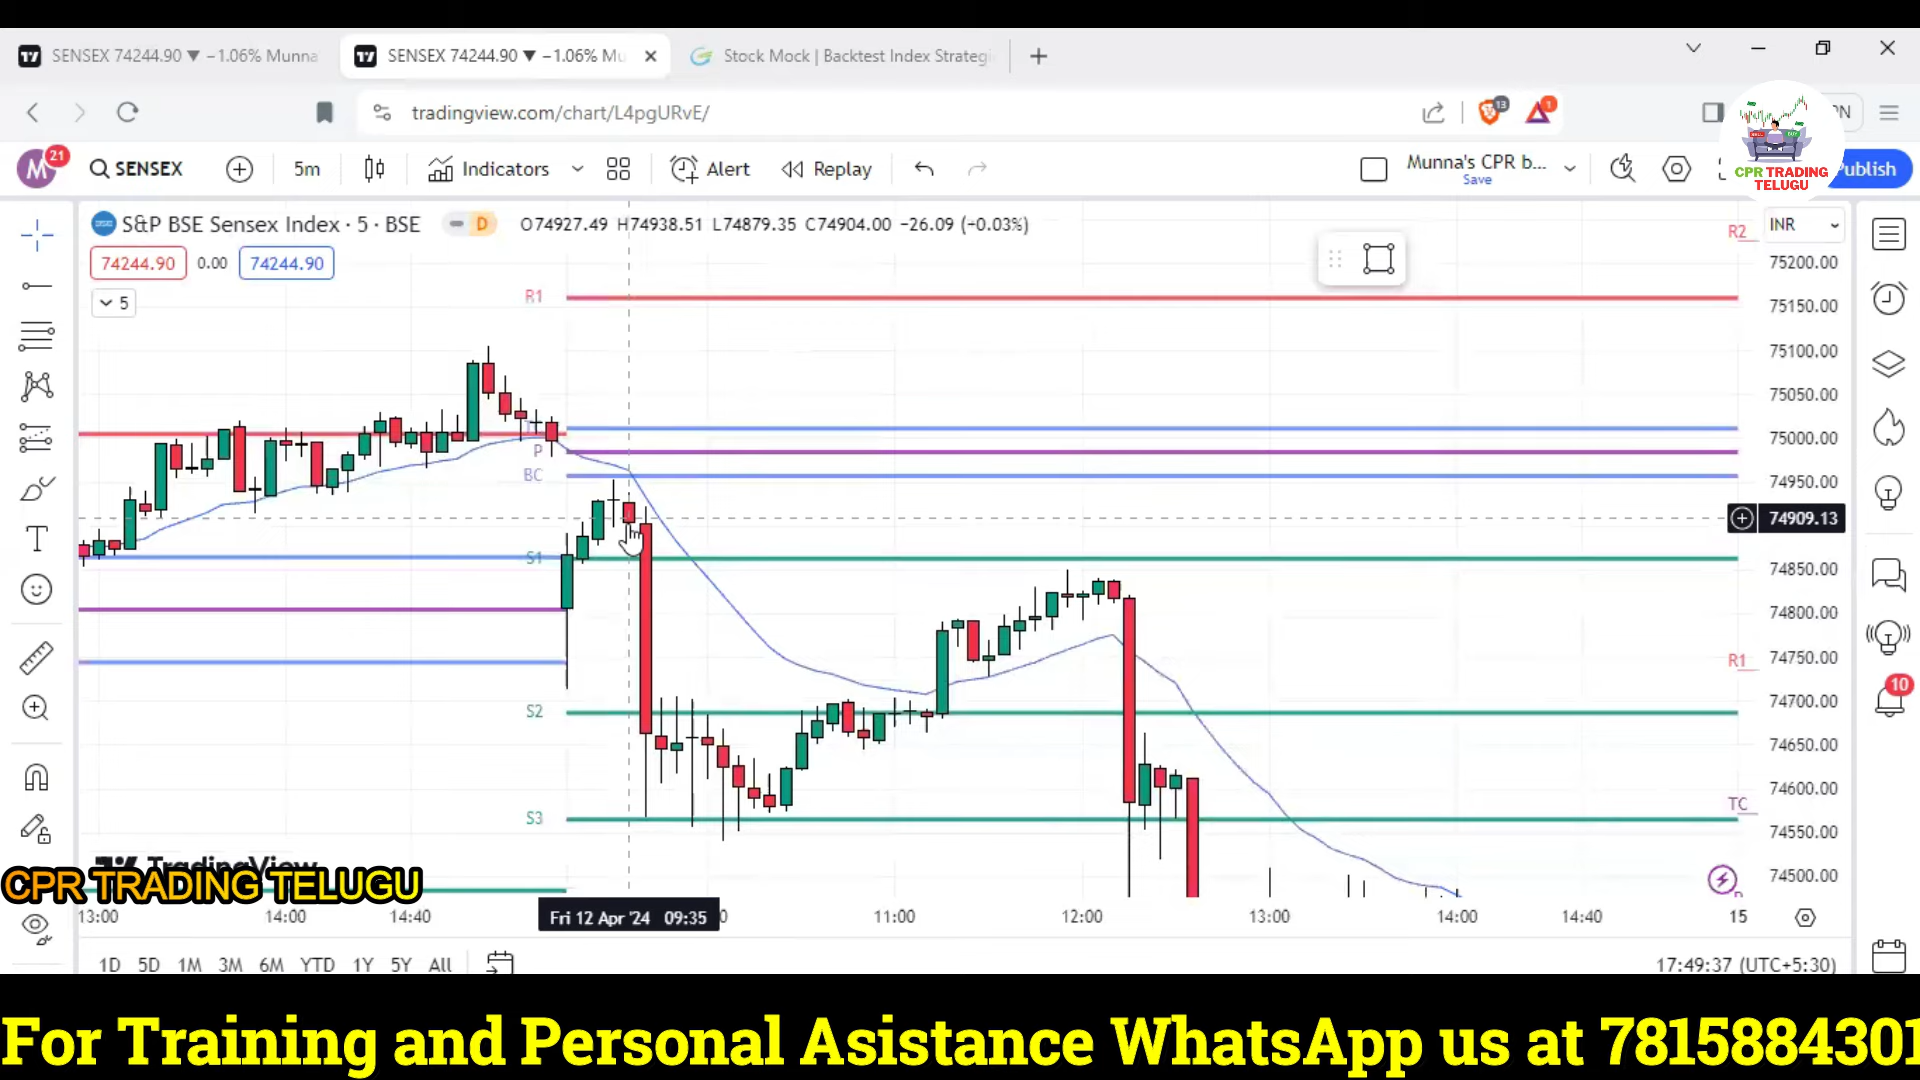 SENSEX 74244.90 ▼ −1.06% Munna
SENSEX 74244.90 ▼ −1.06% Mu
Stock Mock | Backtest Index Strategi
tradingview.com/chart/L4pgURvE/
13
1
N
M
21
SENSEX
5m
Indicators
Alert
Replay
Munna's CPR b...
Save
Publish
CPR TRADING
TELUGU
S&P BSE Sensex Index · 5 · BSE
D
O74927.49 H74938.51 L74879.35 C74904.00 −26.09 (−0.03%)
74244.90
0.00
74244.90
5
INR
R2
75200.00
R1
75150.00
75100.00
75050.00
75000.00
P
BC
74950.00
74909.13
S1
74850.00
74800.00
R1
74750.00
S2
74700.00
74650.00
10
74600.00
TC
S3
74550.00
74500.00
TradingView
CPR TRADING TELUGU
13:00
14:00
14:40
Fri 12 Apr '24 09:35
11:00
12:00
13:00
14:00
14:40
15
1D 5D 1M 3M 6M YTD 1Y 5Y All
17:49:37 (UTC+5:30)
For Training and Personal Asistance WhatsApp us at 7815884301